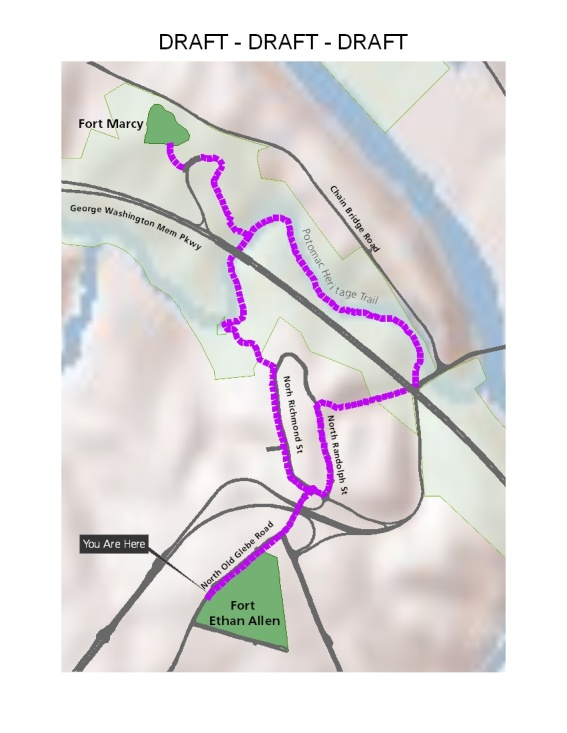 DRAFT - DRAFT - DRAFT
Fort Marcy
George Washington Mem Pkwy
Chain Bridge Road
Potomac Heritage Trail
Norh Richmond St
North Randolph St
You Are Here
North Old Glebe Road
Fort
Ethan Allen